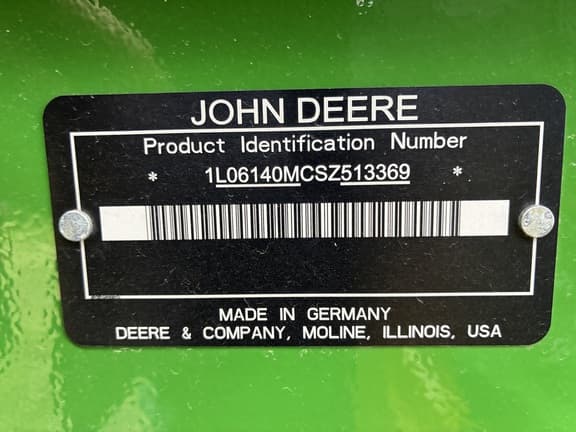 JOHN DEERE
Product Identification Number
* 1L06140MCSZ513369 *
MADE IN GERMANY
DEERE & COMPANY, MOLINE, ILLINOIS, USA